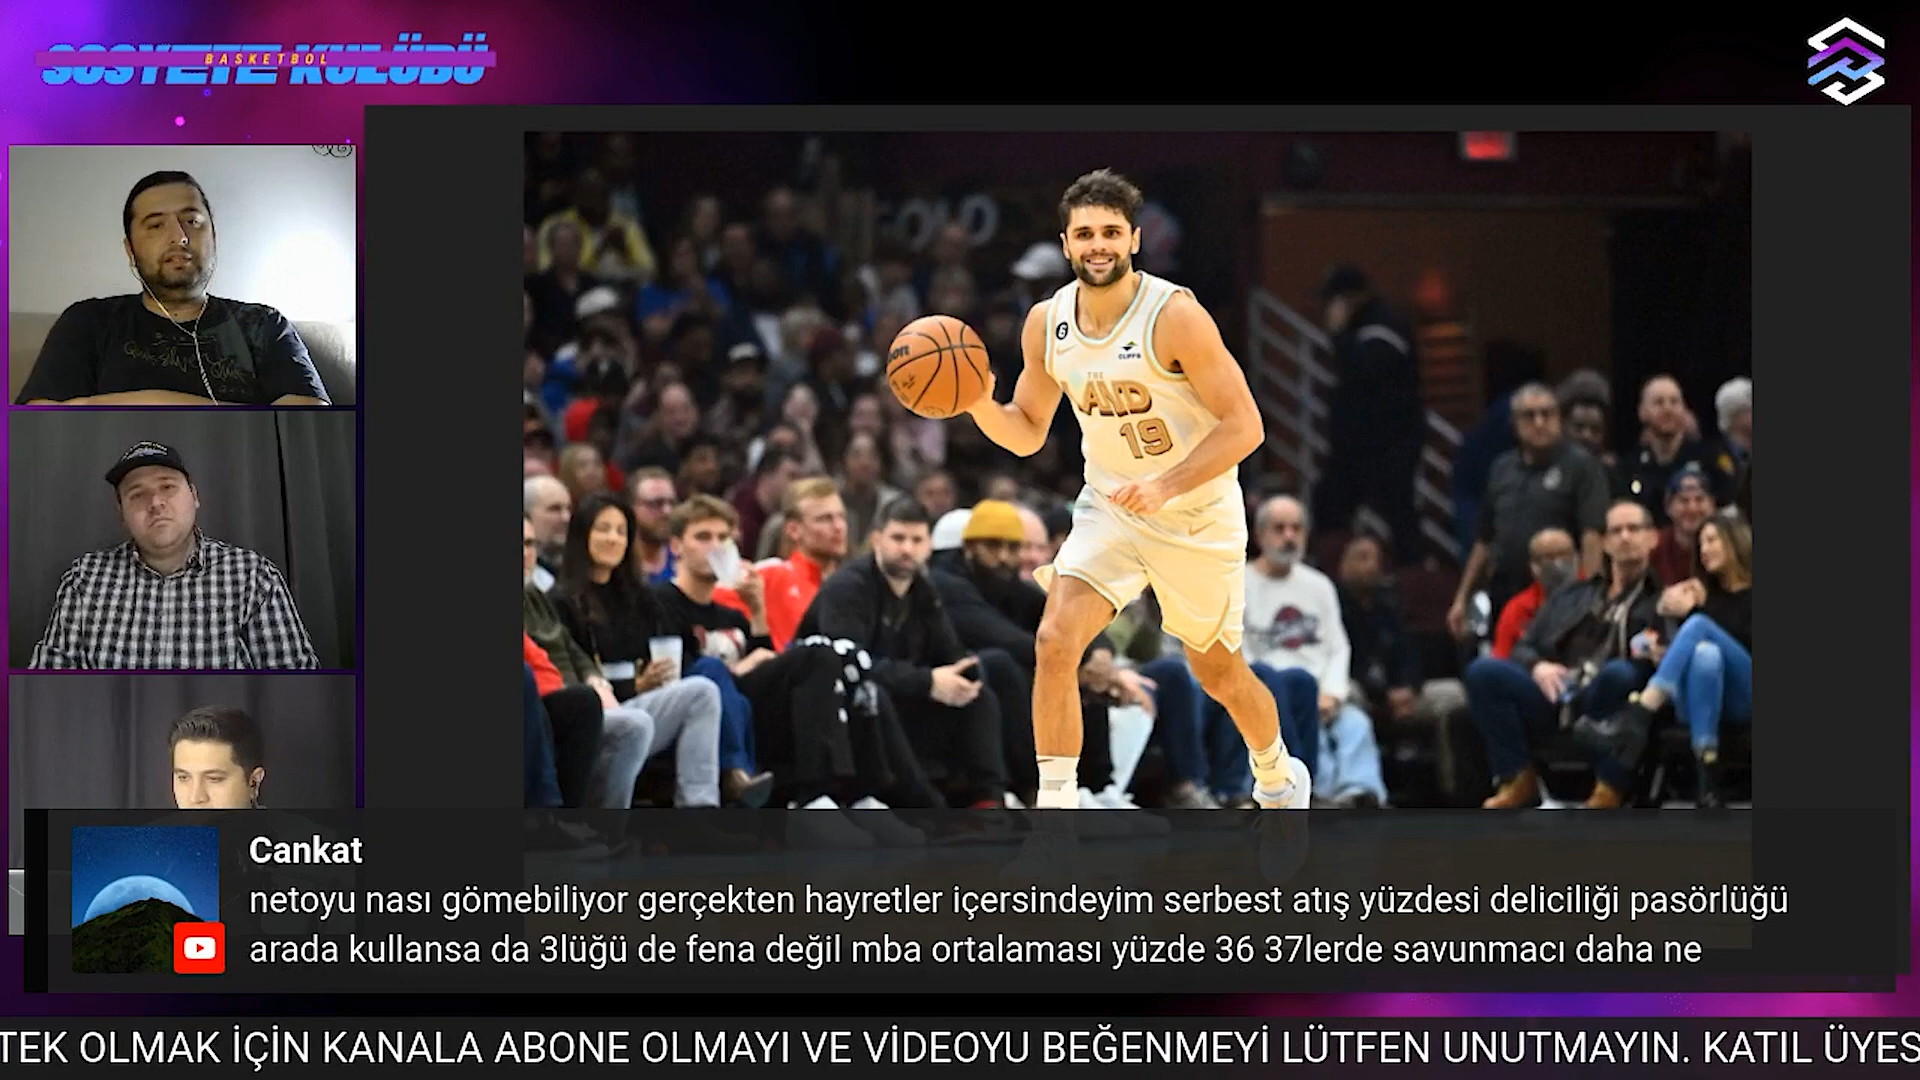 SOSYETE KULÜBÜ
BASKETBOL
6
CLIFFS
THE
LAND
19
Cankat
netoyu nası gömebiliyor gerçekten hayretler içersindeyim serbest atış yüzdesi deliciliği pasörlüğü
arada kullansa da 3lüğü de fena değil mba ortalaması yüzde 36 37lerde savunmacı daha ne
TEK OLMAK İÇİN KANALA ABONE OLMAYI VE VİDEOYU BEĞENMEYİ LÜTFEN UNUTMAYIN. KATIL ÜYES